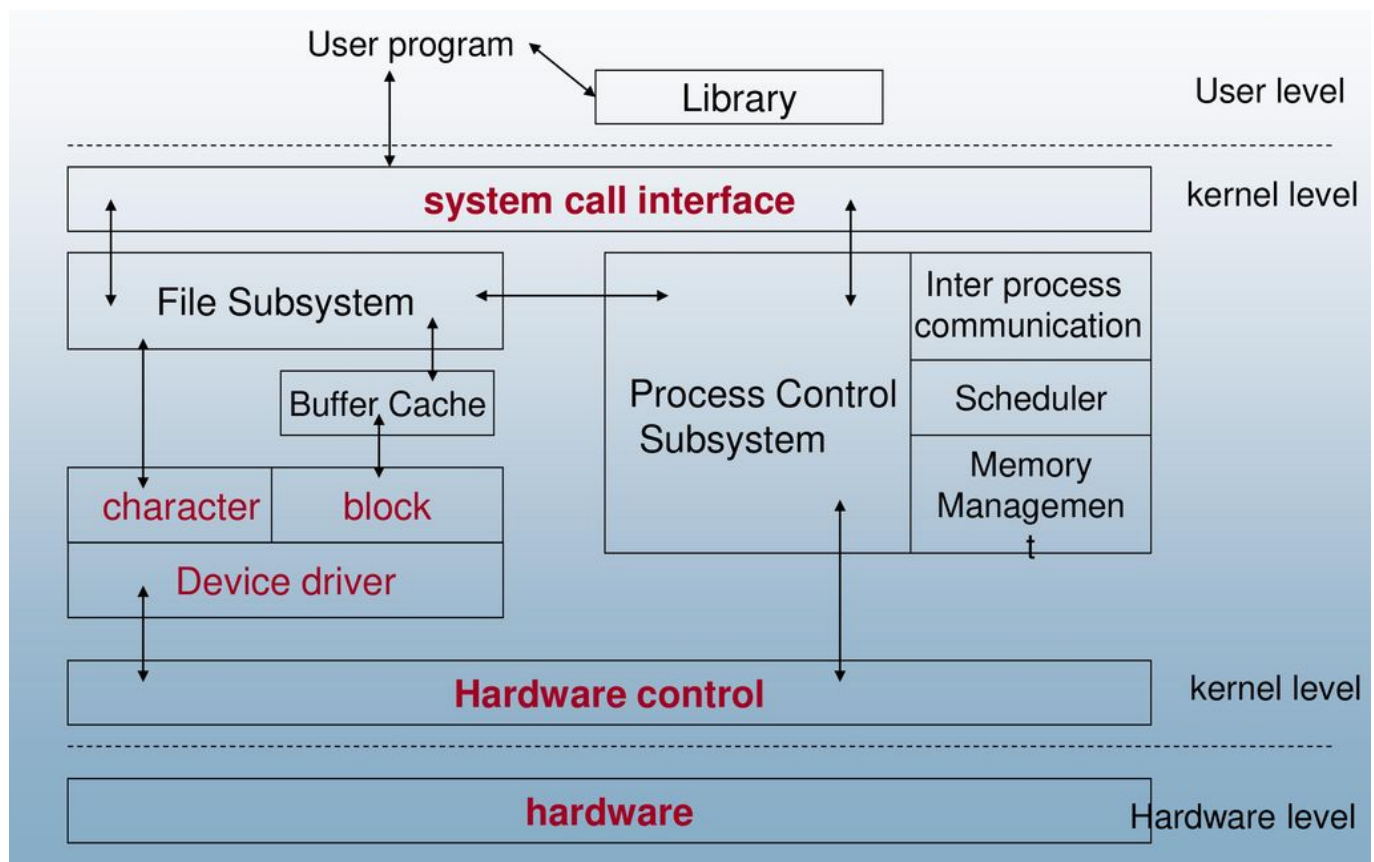 User program
Library
User level
system call interface
kernel level
File Subsystem
Inter process
communication
Buffer Cache
Process Control
Subsystem
Scheduler
Memory
Managemen
t
character
block
Device driver
Hardware control
kernel level
hardware
Hardware level